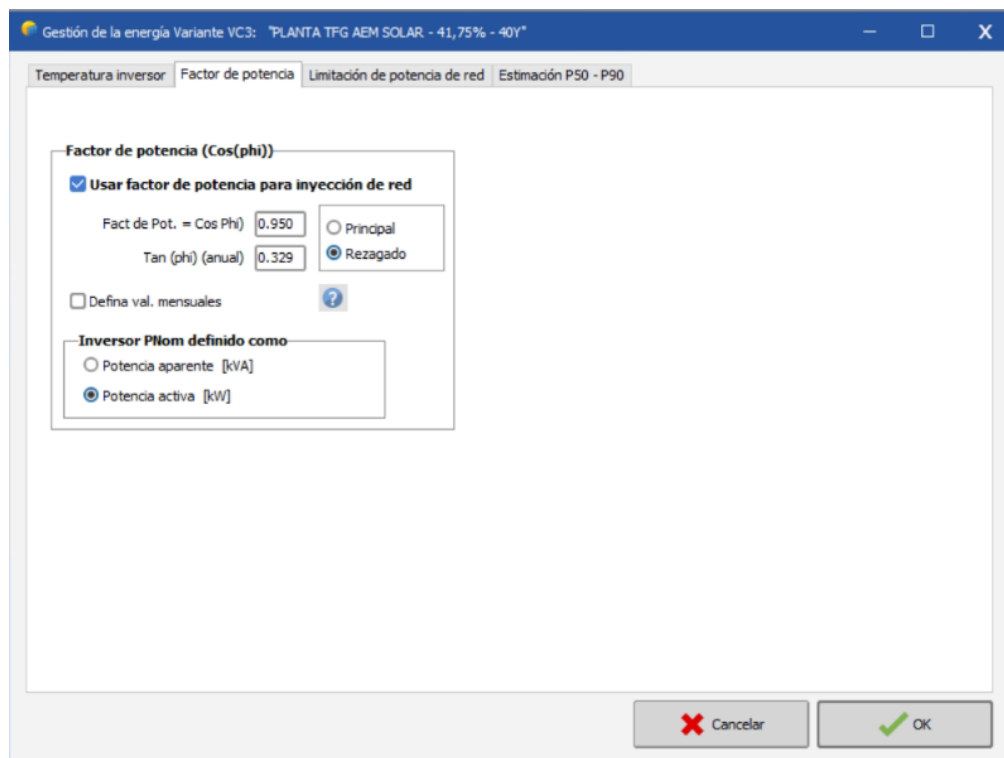 Gestión de la energía Variante VC3: "PLANTA TFG AEM SOLAR - 41,75% - 40Y"
Temperatura inversor Factor de potencia Limitación de potencia de red Estimación P50 - P90
Factor de potencia (Cos(phi))
Usar factor de potencia para inyección de red
Fact de Pot. = Cos Phi) 0.950
Principal
Tan (phi) (anual) 0.329
Rezagado
Defina val. mensuales ?
Inversor PNom definido como
Potencia aparente [kVA]
Potencia activa [kW]
Cancelar OK